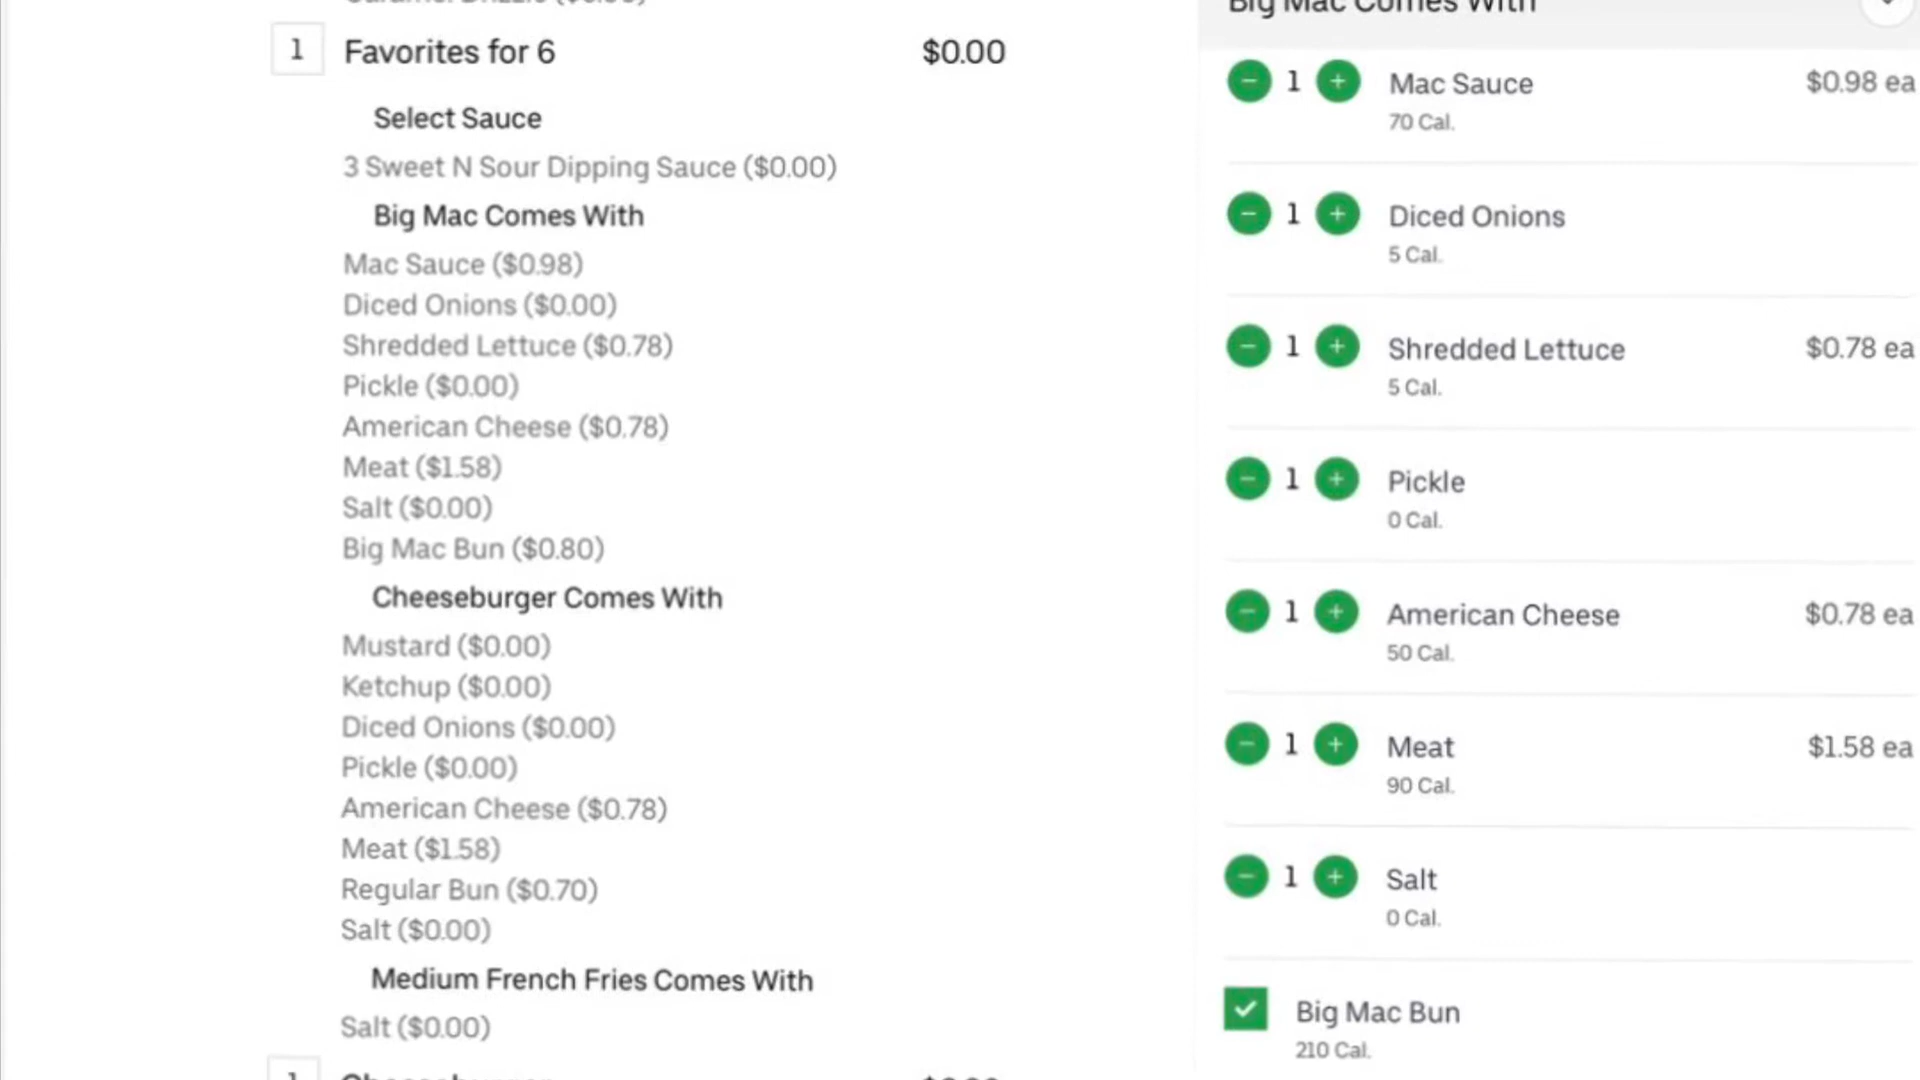 1 Favorites for 6 $0.00
Select Sauce
3 Sweet N Sour Dipping Sauce ($0.00)
Big Mac Comes With
Mac Sauce ($0.98)
Diced Onions ($0.00)
Shredded Lettuce ($0.78)
Pickle ($0.00)
American Cheese ($0.78)
Meat ($1.58)
Salt ($0.00)
Big Mac Bun ($0.80)
Cheeseburger Comes With
Mustard ($0.00)
Ketchup ($0.00)
Diced Onions ($0.00)
Pickle ($0.00)
American Cheese ($0.78)
Meat ($1.58)
Regular Bun ($0.70)
Salt ($0.00)
Medium French Fries Comes With
Salt ($0.00)
Big Mac Comes With
1 Mac Sauce $0.98 ea
70 Cal.
1 Diced Onions
5 Cal.
1 Shredded Lettuce $0.78 ea
5 Cal.
1 Pickle
0 Cal.
1 American Cheese $0.78 ea
50 Cal.
1 Meat $1.58 ea
90 Cal.
1 Salt
0 Cal.
Big Mac Bun
210 Cal.